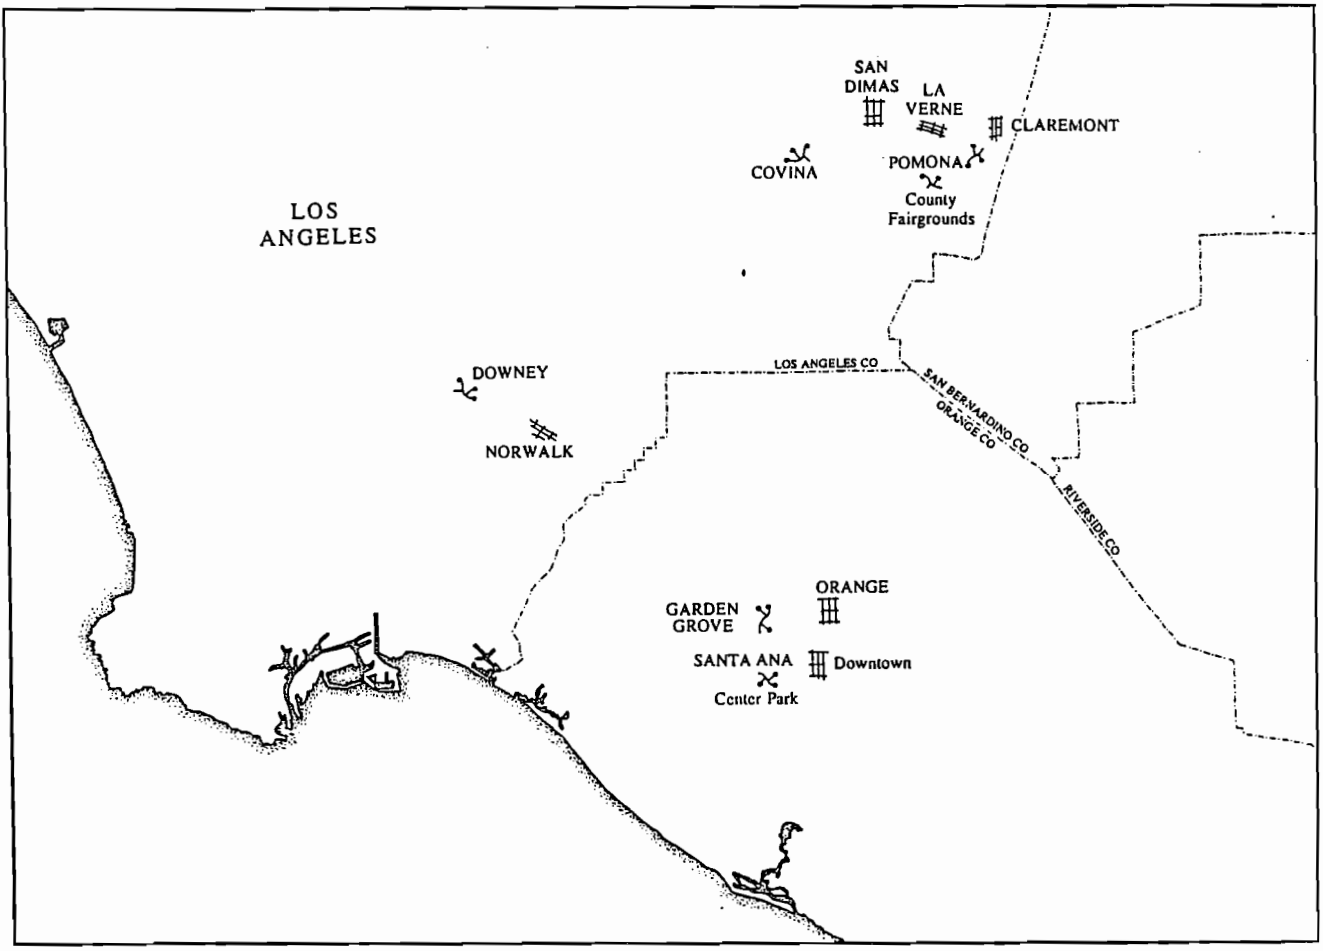 SAN
DIMAS
LA
VERNE
CLAREMONT
COVINA
POMONA
County
Fairgrounds
LOS
ANGELES
DOWNEY
NORWALK
LOS ANGELES CO
SAN BERNARDINO CO
ORANGE CO
RIVERSIDE CO
ORANGE
GARDEN
GROVE
SANTA ANA
Downtown
Center Park